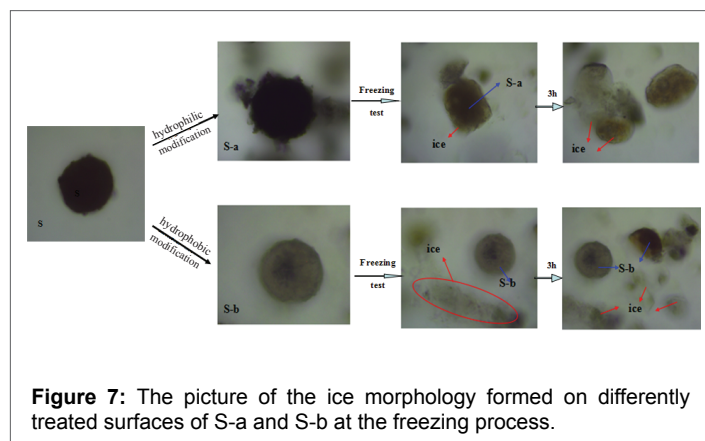 hydrophilic
modification
S-a
Freezing
test
S-a
ice
3h
ice
S
hydrophobic
modification
S-b
Freezing
test
ice
S-b
3h
S-b
ice
Figure 7: The picture of the ice morphology formed on differently
treated surfaces of S-a and S-b at the freezing process.